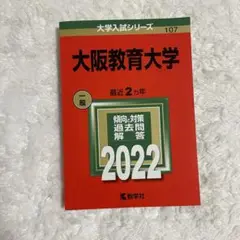 大学入試シリーズ
107
大阪教育大学
一般
最近2ヵ年
傾向と対策
過去問
解答
2022
教学社